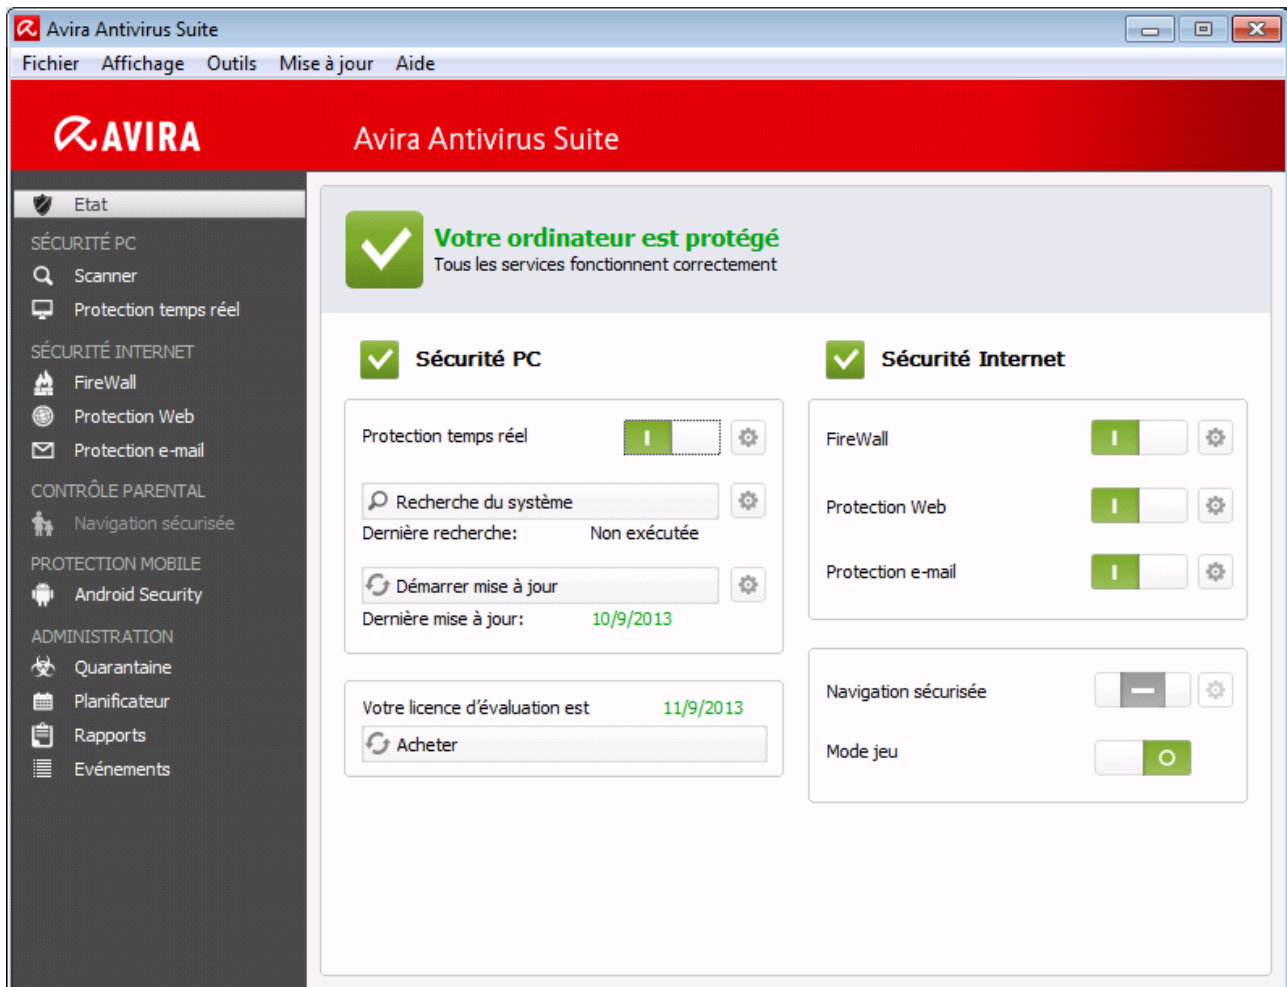 Avira Antivirus Suite
Fichier Affichage Outils Mise à jour Aide
AVIRA
Avira Antivirus Suite
Etat
SÉCURITÉ PC
Scanner
Protection temps réel
SÉCURITÉ INTERNET
FireWall
Protection Web
Protection e-mail
CONTRÔLE PARENTAL
Navigation sécurisée
PROTECTION MOBILE
Android Security
ADMINISTRATION
Quarantaine
Planificateur
Rapports
Evénements
Votre ordinateur est protégé
Tous les services fonctionnent correctement
Sécurité PC
Protection temps réel
Recherche du système
Dernière recherche: Non exécutée
Démarrer mise à jour
Dernière mise à jour: 10/9/2013
Votre licence d'évaluation est 11/9/2013
Acheter
Sécurité Internet
FireWall
Protection Web
Protection e-mail
Navigation sécurisée
Mode jeu